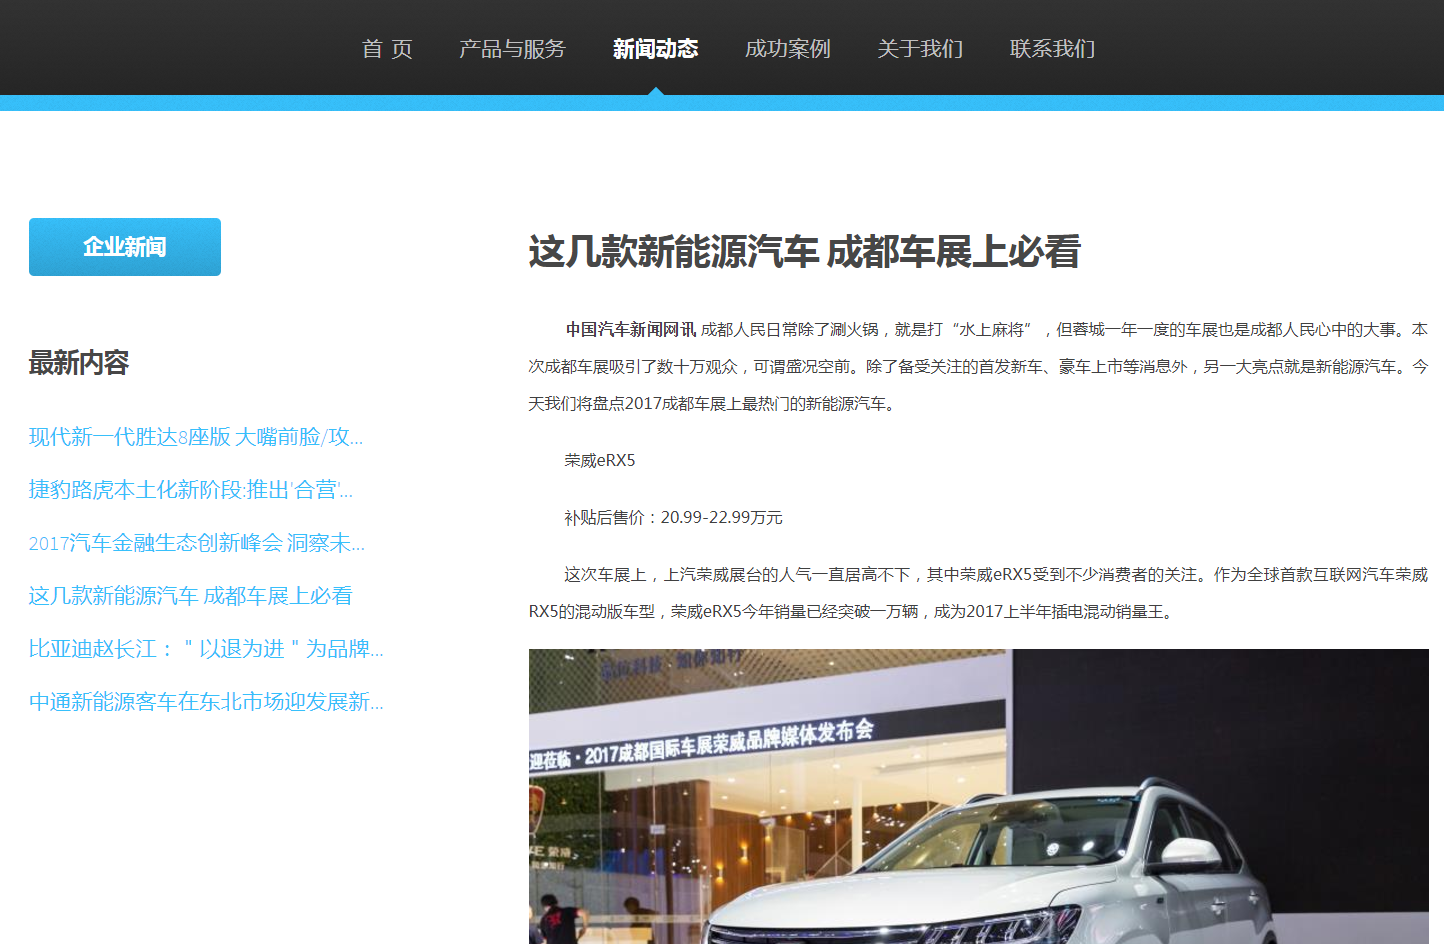 首 页 产品与服务 新闻动态 成功案例 关于我们 联系我们
企业新闻
最新内容
现代新一代胜达8座版 大嘴前脸/攻...
捷豹路虎本土化新阶段:推出'合营'...
2017汽车金融生态创新峰会 洞察未...
这几款新能源汽车 成都车展上必看
比亚迪赵长江："以退为进"为品牌...
中通新能源客车在东北市场迎发展新...
这几款新能源汽车 成都车展上必看
中国汽车新闻网讯 成都人民日常除了涮火锅，就是打“水上麻将”，但蓉城一年一度的车展也是成都人民心中的大事。本
次成都车展吸引了数十万观众，可谓盛况空前。除了备受关注的首发新车、豪车上市等消息外，另一大亮点就是新能源汽车。今
天我们将盘点2017成都车展上最热门的新能源汽车。
荣威eRX5
补贴后售价：20.99-22.99万元
这次车展上，上汽荣威展台的人气一直居高不下，其中荣威eRX5受到不少消费者的关注。作为全球首款互联网汽车荣威
RX5的混动版车型，荣威eRX5今年销量已经突破一万辆，成为2017上半年插电混动销量王。
迎莅临·2017成都国际车展荣威品牌媒体发布会
E 荣威